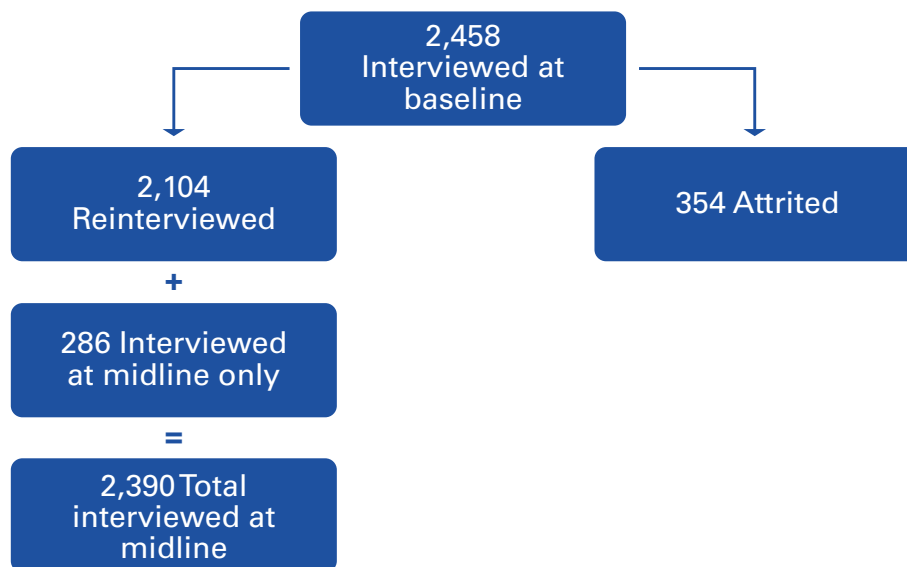 2,458
Interviewed at
baseline
2,104
Reinterviewed
354 Attrited
+
286 Interviewed
at midline only
=
2,390 Total
interviewed at
midline